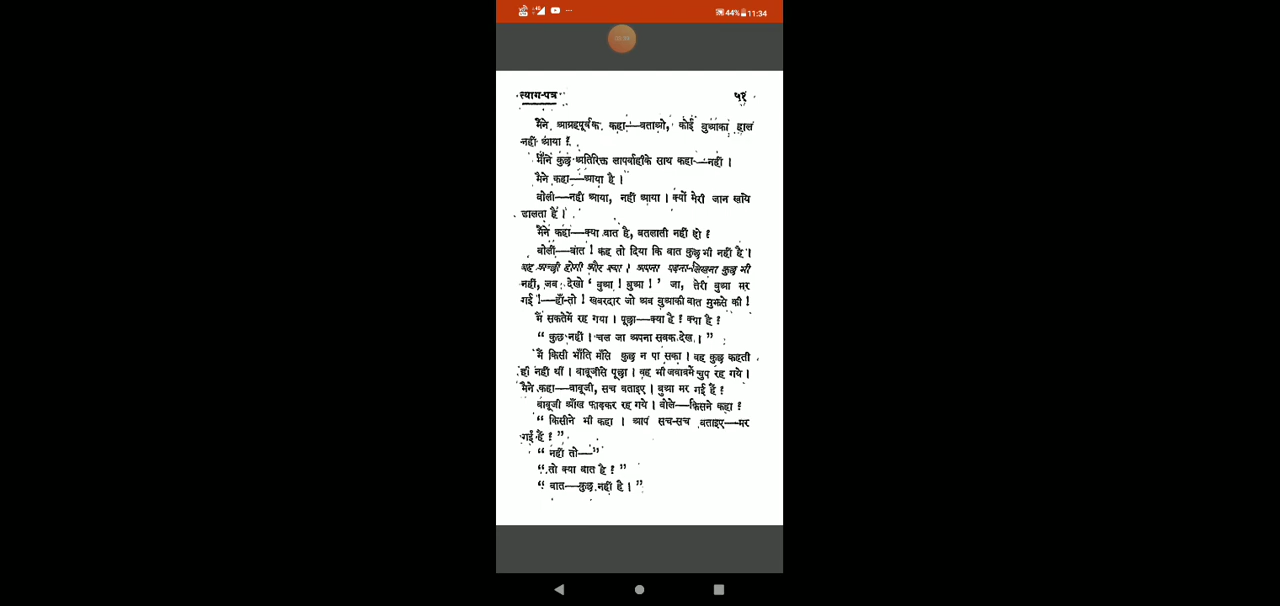 44% 11:34
त्याग-पत्र ५१
मैंने आग्रहपूर्वक कहा—बताओ, कोई बुआका हाल
नहीं आया ?
माँने कुछ अतिरिक्त लापर्वाहीके साथ कहा—नहीं ।
मैंने कहा—आया है ।
बोली—नहीं आया, नहीं आया । क्यों मेरी जान खाये
डालता है ।
मैंने कहा—क्या बात है, बतलाती नहीं हो ?
बोलीं—बात ! कह तो दिया कि बात कुछ भी नहीं है ।
वह अच्छी होगी और क्या । अपना पढ़ना-लिखना कुछ भी
नहीं, जब देखो ‘ बुआ ! बुआ ! ’ जा, तेरी बुआ मर
गई !—हाँ-तो ! खबरदार जो अब बुआकी बात मुझसे की !
मैं सकतेमें रह गया । पूछा—क्या है ? क्या है ?
“ कुछ नहीं । चल जा अपना सबक देख । ”
मैं किसी भाँति माँसे कुछ न पा सका । वह कुछ कहती
ही नहीं थीं । बाबूजीसे पूछा । वह भी जवाबमें चुप रह गये ।
मैंने कहा—बाबूजी, सच बताइए । बुआ मर गई हैं ?
बाबूजी आँख फाड़कर रह गये । बोले—किसने कहा ?
“ किसीने भी कहा । आप सच-सच बताइए—मर
गईं हैं ? ”
“ नहीं तो—”
“ तो क्या बात है ? ”
“ बात—कुछ नहीं है । ”